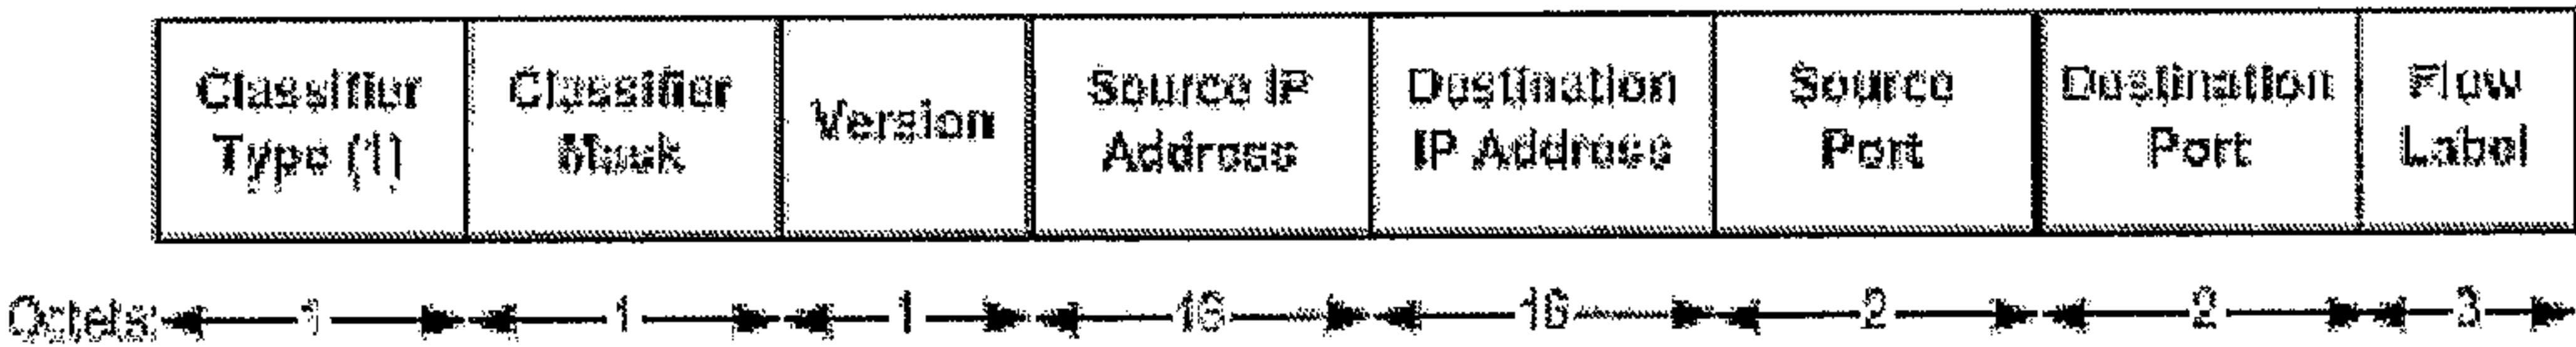 Classifier
Type (1)
Classifier
Mask
Version
Source IP
Address
Destination
IP Address
Source
Port
Destination
Port
Flow
Label
Octets: 1 1 1 16 16 2 2 3